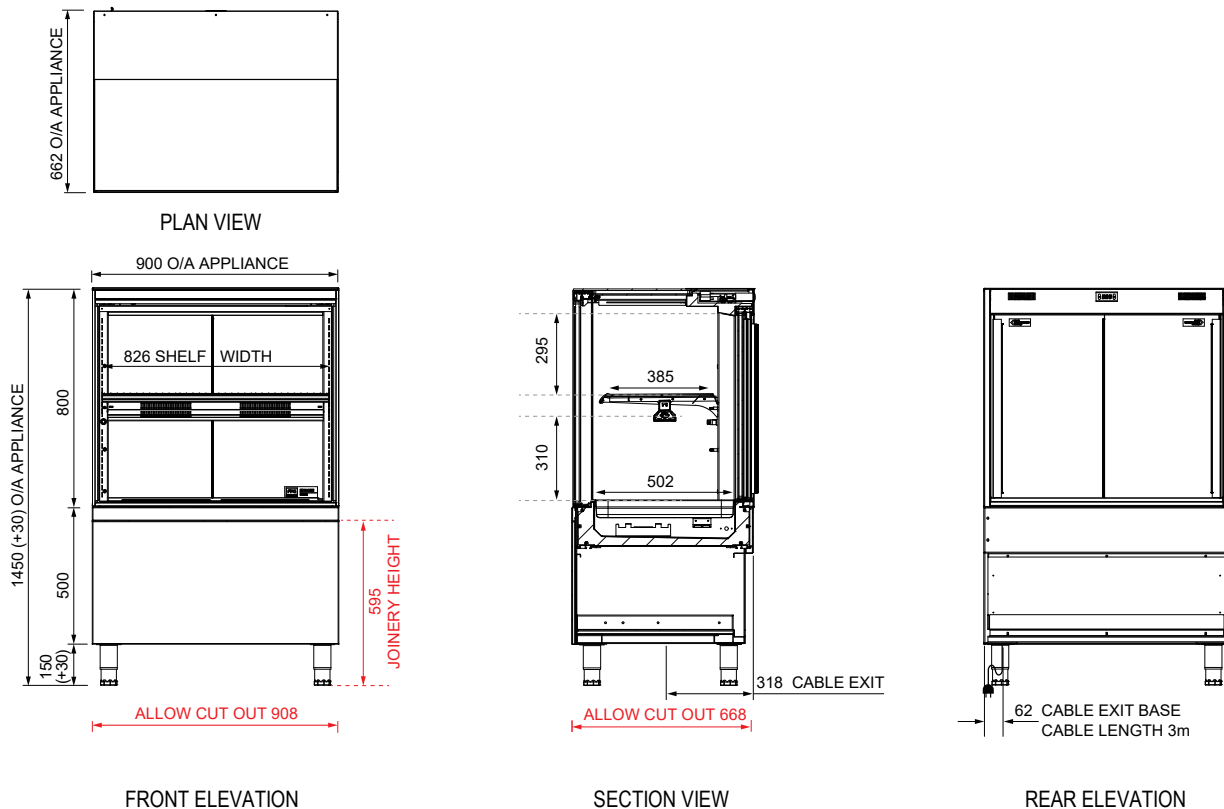 662 O/A APPLIANCE
PLAN VIEW
900 O/A APPLIANCE
1450 (+30) O/A APPLIANCE
800
500
150
(+30)
826 SHELF WIDTH
595
JOINERY HEIGHT
ALLOW CUT OUT 908
FRONT ELEVATION
295
385
310
502
318 CABLE EXIT
ALLOW CUT OUT 668
SECTION VIEW
62 CABLE EXIT BASE
CABLE LENGTH 3m
REAR ELEVATION